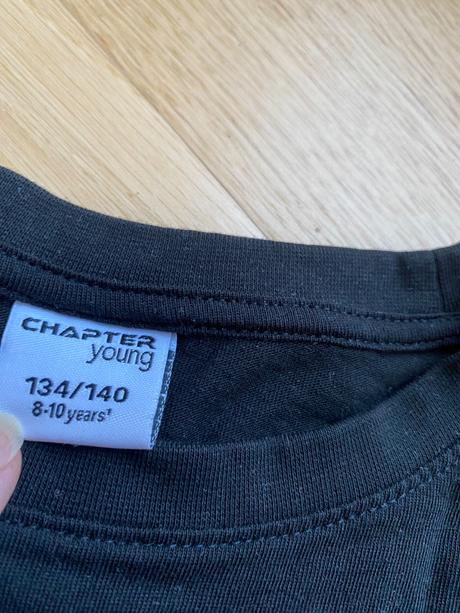 CHAPTER
young
134/140
8-10 years¹